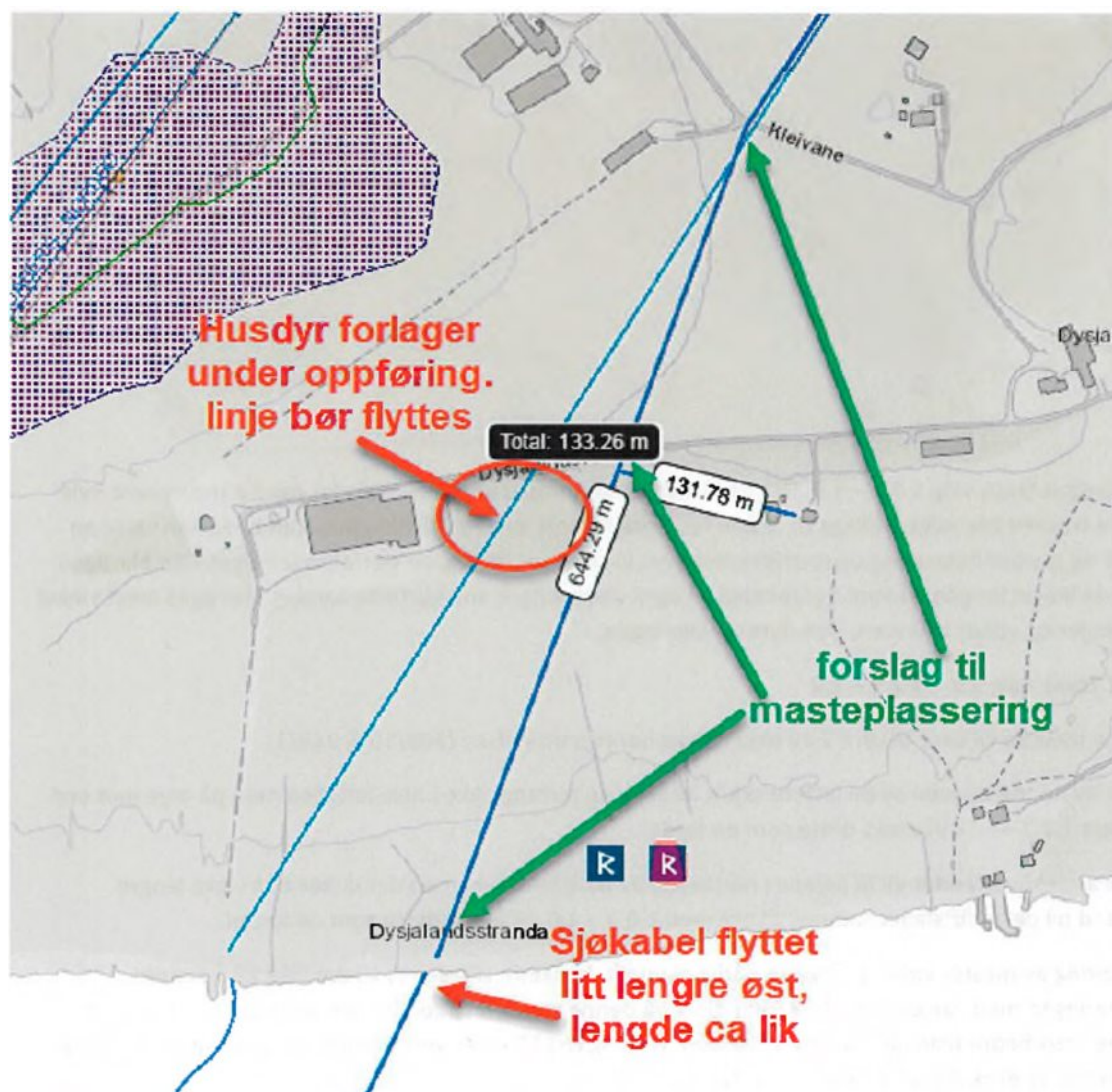 Kleivane
Husdyr forlager
under oppføring.
linje bør flyttes
Dysja
Total: 133.26 m
131.78 m
644.29 m
forslag til
masteplassering
Dysjalandsstranda
Sjøkabel flyttet
litt lengre øst,
lengde ca lik